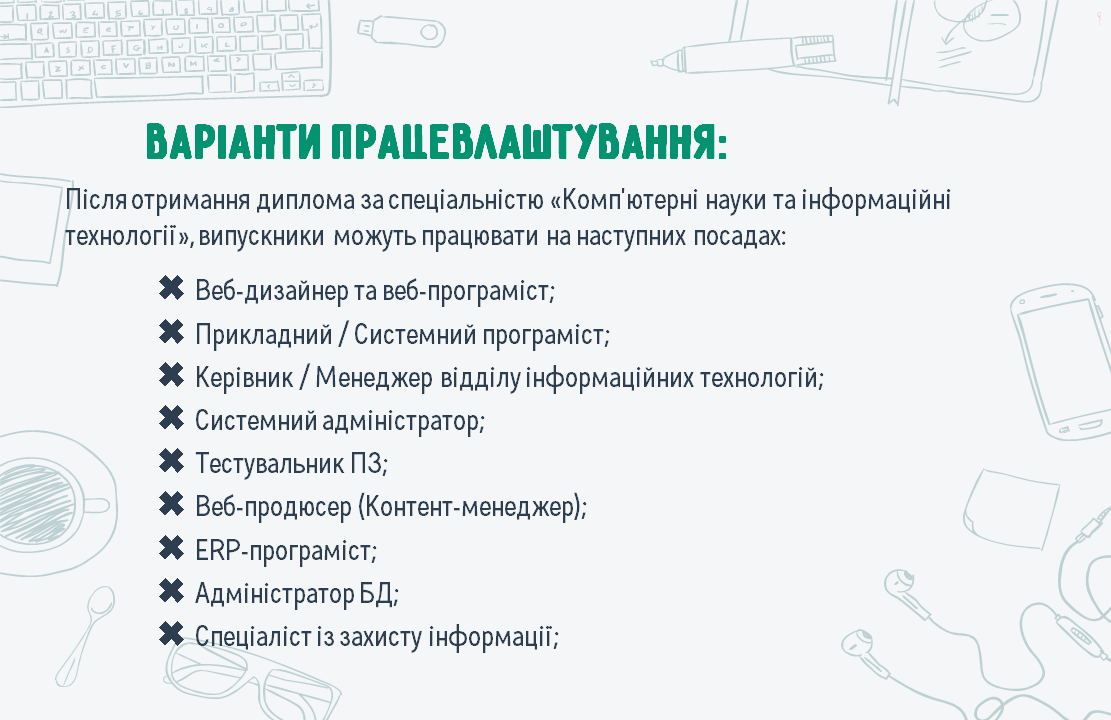 ВАРІАНТИ ПРАЦЕВЛАШТУВАННЯ:
Після отримання диплома за спеціальністю «Комп'ютерні науки та інформаційні
технології», випускники можуть працювати на наступних посадах:
✖ Веб-дизайнер та веб-програміст;
✖ Прикладний / Системний програміст;
✖ Керівник / Менеджер відділу інформаційних технологій;
✖ Системний адміністратор;
✖ Тестувальник ПЗ;
✖ Веб-продюсер (Контент-менеджер);
✖ ERP-програміст;
✖ Адміністратор БД;
✖ Спеціаліст із захисту інформації;